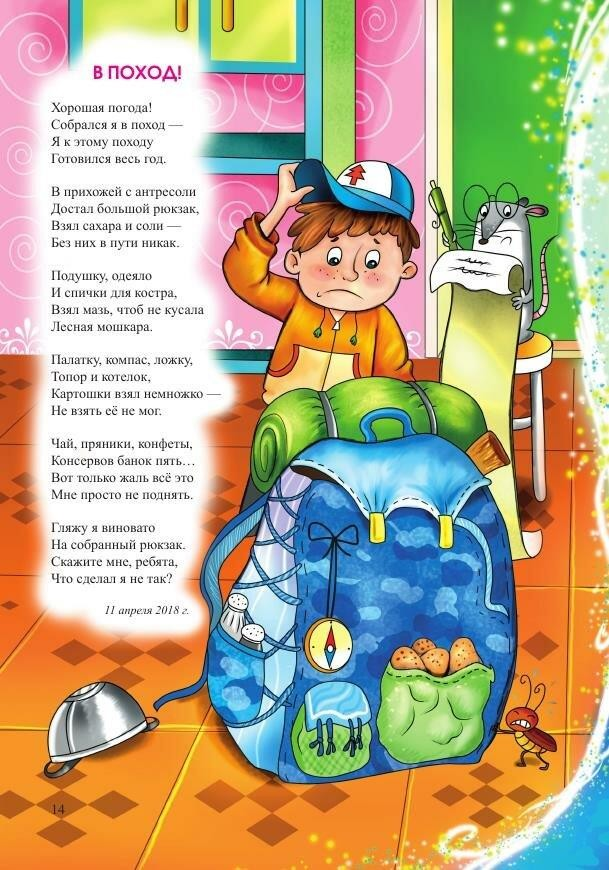 В ПОХОД!
Хорошая погода!
Собрался я в поход —
Я к этому походу
Готовился весь год.
В прихожей с антресоли
Достал большой рюкзак,
Взял сахара и соли —
Без них в пути никак.
Подушку, одеяло
И спички для костра,
Взял мазь, чтоб не кусала
Лесная мошкара.
Палатку, компас, ложку,
Топор и котелок,
Картошки взял немножко —
Не взять её не мог.
Чай, пряники, конфеты,
Консервов банок пять…
Вот только жаль всё это
Мне просто не поднять.
Гляжу я виновато
На собранный рюкзак.
Скажите мне, ребята,
Что сделал я не так?
11 апреля 2018 г.
14